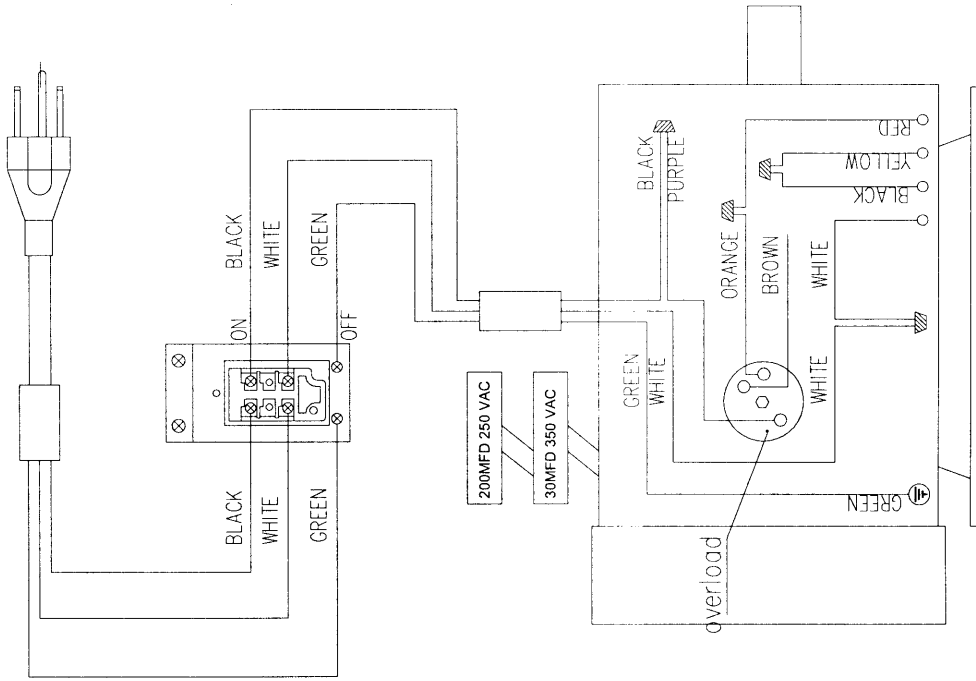 BLACK
WHITE
GREEN
ON
OFF
BLACK
WHITE
GREEN
200MFD 250 VAC
30MFD 350 VAC
BLACK
PURPLE
RED
YELLOW
BLACK
ORANGE
BROWN
WHITE
GREEN
WHITE
WHITE
GREEN
overload